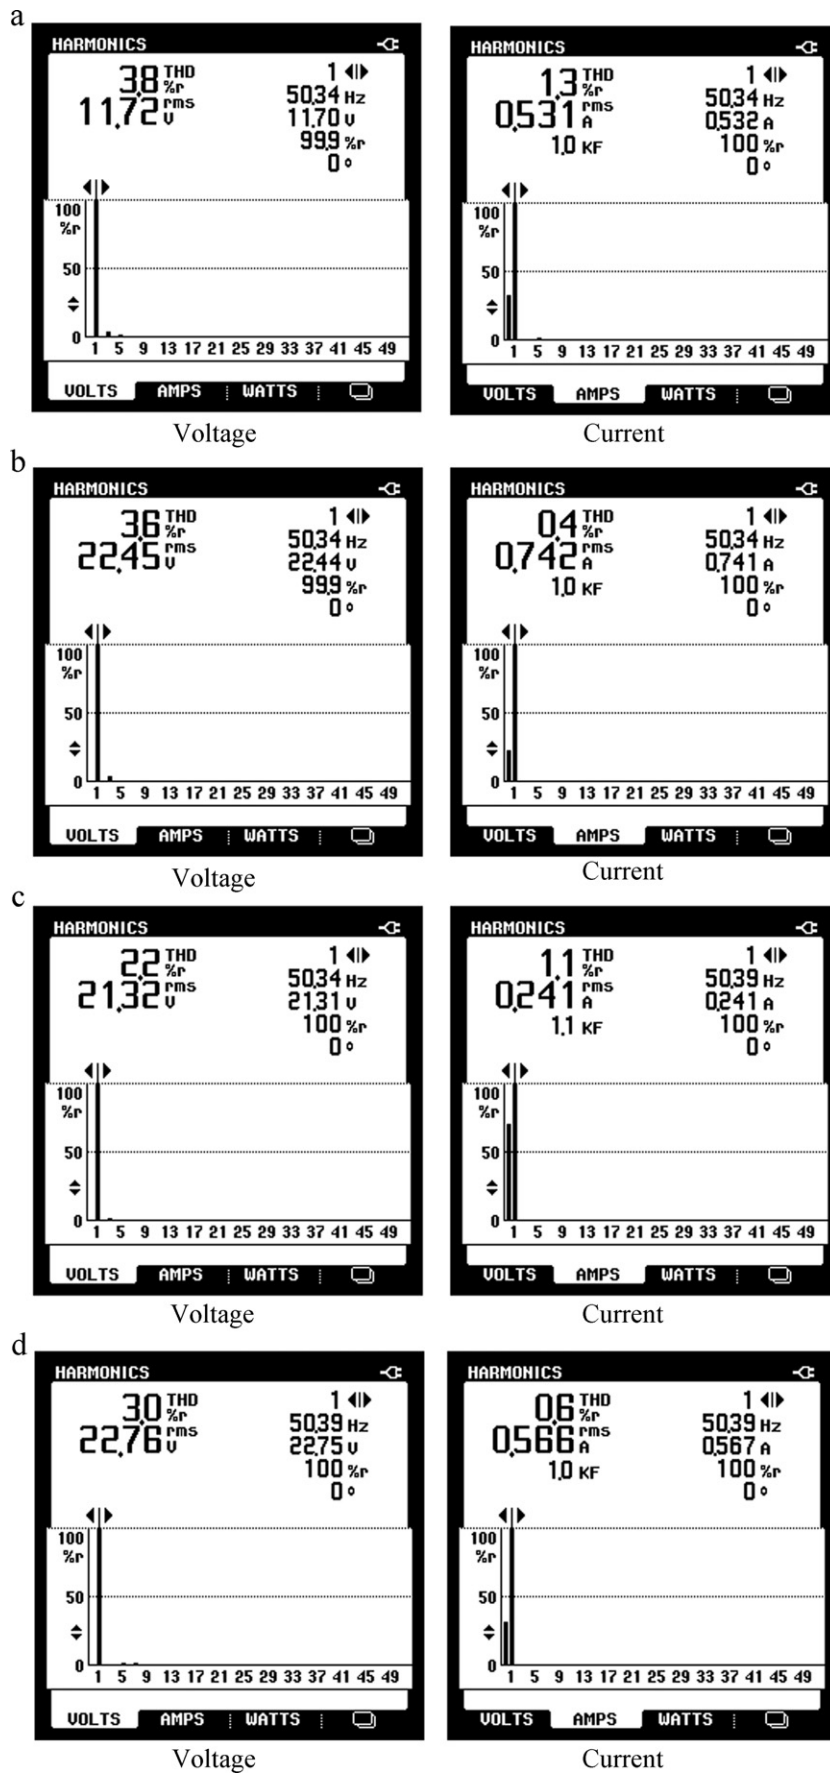 a
HARMONICS
3.8 THD %r
11.72 rms V
1
50.34 Hz
11.70 V
99.9 %r
0 °
100
%r
50
0
1 5 9 13 17 21 25 29 33 37 41 45 49
VOLTS AMPS WATTS
Voltage
HARMONICS
1.3 THD %r
0.531 rms A
1.0 KF
1
50.34 Hz
0.532 A
100 %r
0 °
100
%r
50
0
1 5 9 13 17 21 25 29 33 37 41 45 49
VOLTS AMPS WATTS
Current
b
HARMONICS
3.6 THD %r
22.45 rms V
1
50.34 Hz
22.44 V
99.9 %r
0 °
100
%r
50
0
1 5 9 13 17 21 25 29 33 37 41 45 49
VOLTS AMPS WATTS
Voltage
HARMONICS
0.4 THD %r
0.742 rms A
1.0 KF
1
50.34 Hz
0.741 A
100 %r
0 °
100
%r
50
0
1 5 9 13 17 21 25 29 33 37 41 45 49
VOLTS AMPS WATTS
Current
c
HARMONICS
2.2 THD %r
21.32 rms V
1
50.34 Hz
21.31 V
100 %r
0 °
100
%r
50
0
1 5 9 13 17 21 25 29 33 37 41 45 49
VOLTS AMPS WATTS
Voltage
HARMONICS
1.1 THD %r
0.241 rms A
1.1 KF
1
50.39 Hz
0.241 A
100 %r
0 °
100
%r
50
0
1 5 9 13 17 21 25 29 33 37 41 45 49
VOLTS AMPS WATTS
Current
d
HARMONICS
3.0 THD %r
22.76 rms V
1
50.39 Hz
22.75 V
100 %r
0 °
100
%r
50
0
1 5 9 13 17 21 25 29 33 37 41 45 49
VOLTS AMPS WATTS
Voltage
HARMONICS
0.6 THD %r
0.566 rms A
1.0 KF
1
50.39 Hz
0.567 A
100 %r
0 °
100
%r
50
0
1 5 9 13 17 21 25 29 33 37 41 45 49
VOLTS AMPS WATTS
Current